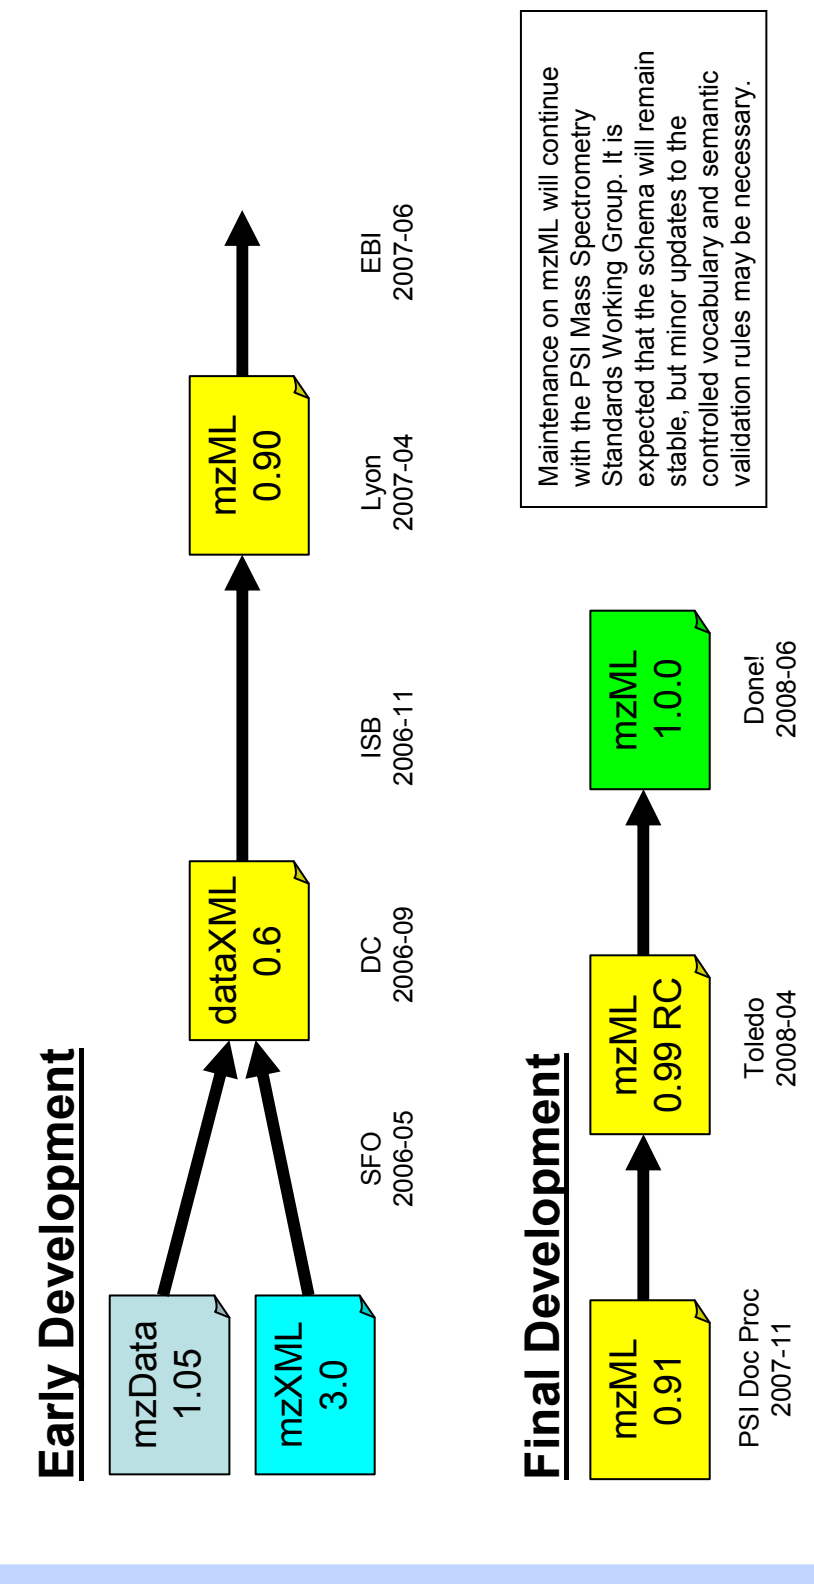 Early Development
mzData
1.05
mzXML
3.0
dataXML
0.6
mzML
0.90
SFO
2006-05
DC
2006-09
ISB
2006-11
Lyon
2007-04
EBI
2007-06
Final Development
mzML
0.91
mzML
0.99 RC
mzML
1.0.0
PSI Doc Proc
2007-11
Toledo
2008-04
Done!
2008-06
Maintenance on mzML will continue
with the PSI Mass Spectrometry
Standards Working Group. It is
expected that the schema will remain
stable, but minor updates to the
controlled vocabulary and semantic
validation rules may be necessary.